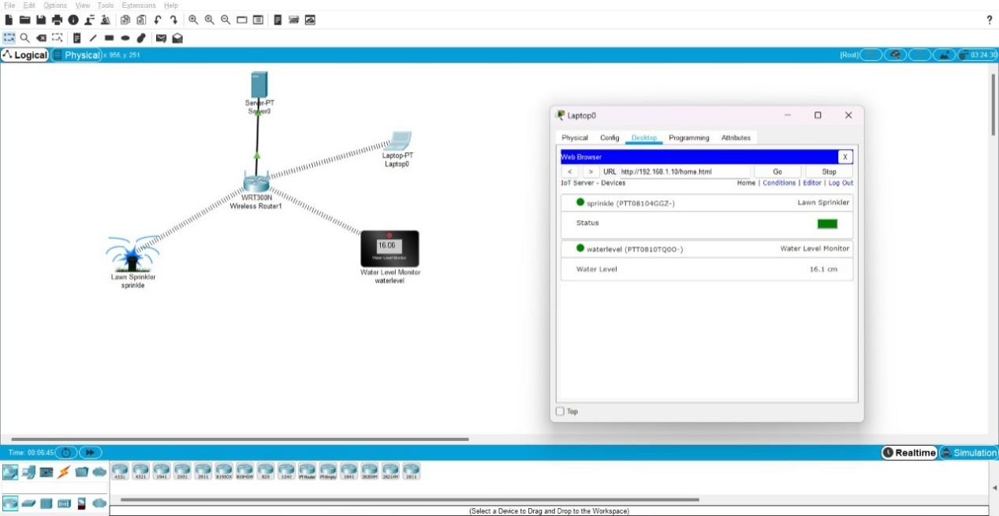 File Edit Options View Tools Extensions Help
?
Logical Physical x: 956, y: 251 [Root] 03:24:30
Server-PT
Server0
Laptop-PT
Laptop0
WRT300N
Wireless Router1
16.06
Water Level Monitor
Lawn Sprinkler
sprinkle
Water Level Monitor
waterlevel
Laptop0
Physical Config Desktop Programming Attributes
Web Browser X
< > URL http://192.168.1.10/home.html Go Stop
IoT Server - Devices Home | Conditions | Editor | Log Out
sprinkle (PTT08104GGZ-) Lawn Sprinkler
Status
waterlevel (PTT0810TQOO-) Water Level Monitor
Water Level 16.1 cm
Top
Time: 00:06:45 Realtime Simulation
4331 4321 1941 2901 2911 819IOX 819HGW 829 1240 PT-Router PT-Empty 1841 2620XM 2621XM 2811
(Select a Device to Drag and Drop to the Workspace)